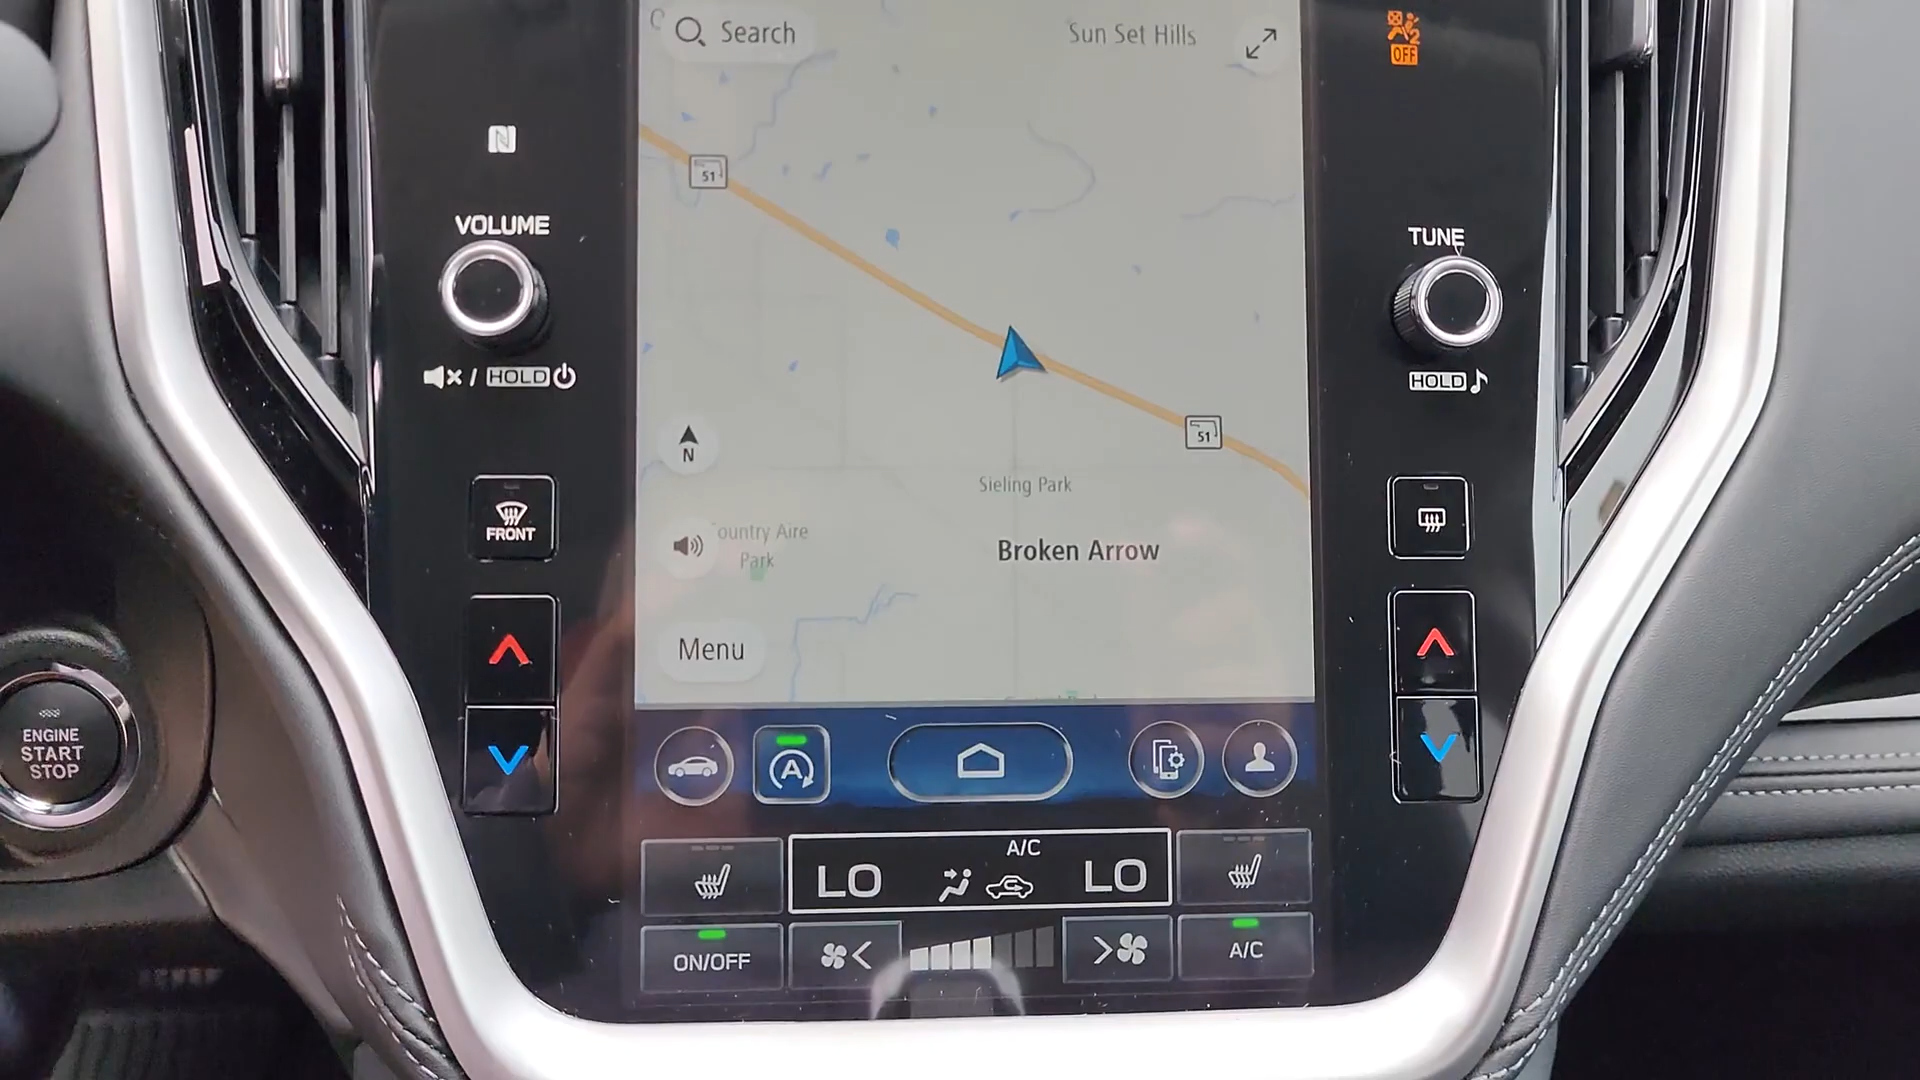 Search
Sun Set Hills
2
OFF
51
VOLUME
TUNE
HOLD
/ HOLD
51
N
Sieling Park
FRONT
ountry Aire
Park
Broken Arrow
Menu
ENGINE
START
STOP
A
A/C
LO
LO
ON/OFF
A/C